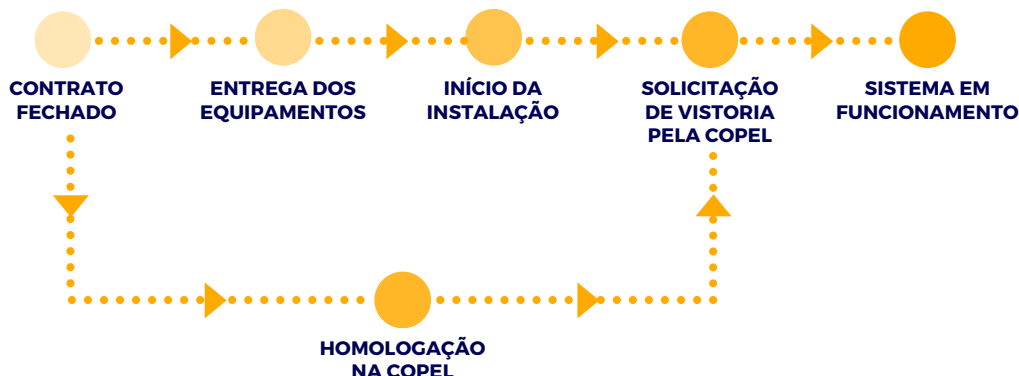 CONTRATO
FECHADO
ENTREGA DOS
EQUIPAMENTOS
INÍCIO DA
INSTALAÇÃO
SOLICITAÇÃO
DE VISTORIA
PELA COPEL
SISTEMA EM
FUNCIONAMENTO
HOMOLOGAÇÃO
NA COPEL